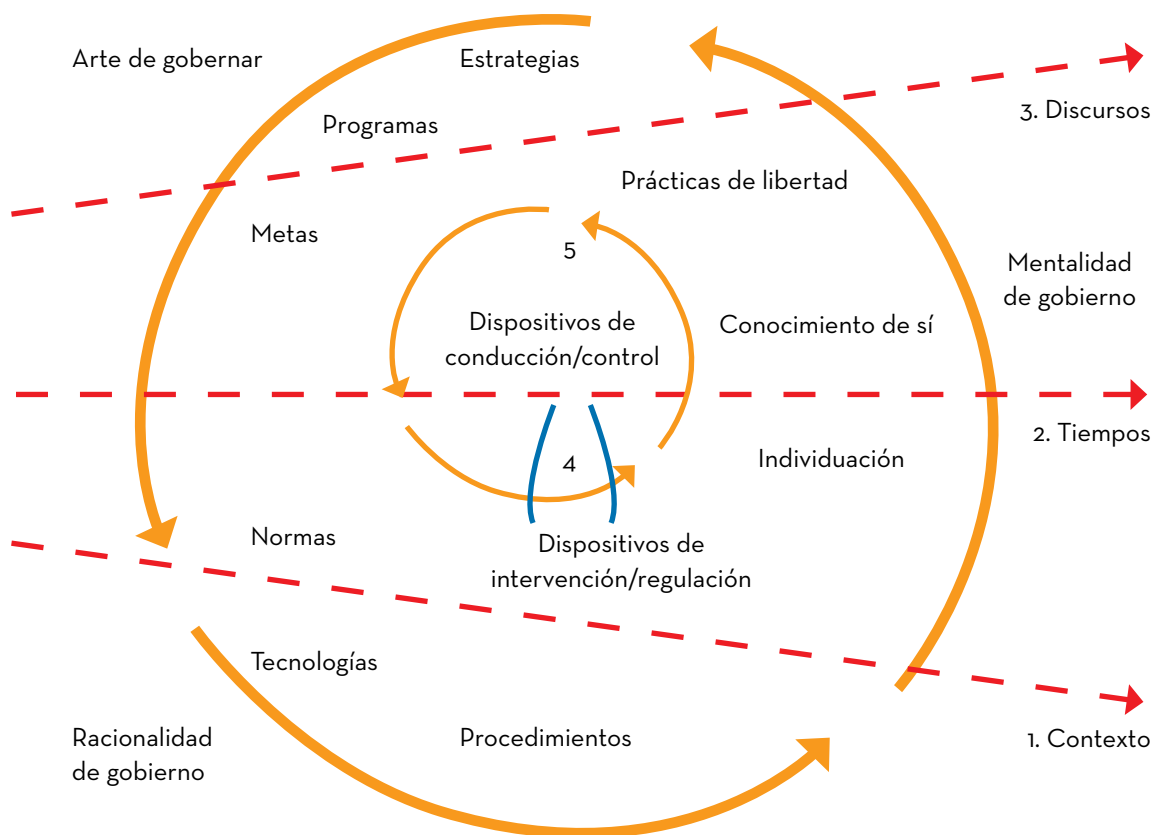 Arte de gobernar
Estrategias
3. Discursos
Programas
Prácticas de libertad
Metas
5
Mentalidad
de gobierno
Dispositivos de
conducción/control
Conocimiento de sí
2. Tiempos
4
Individuación
Normas
Dispositivos de
intervención/regulación
Tecnologías
Racionalidad
de gobierno
Procedimientos
1. Contexto